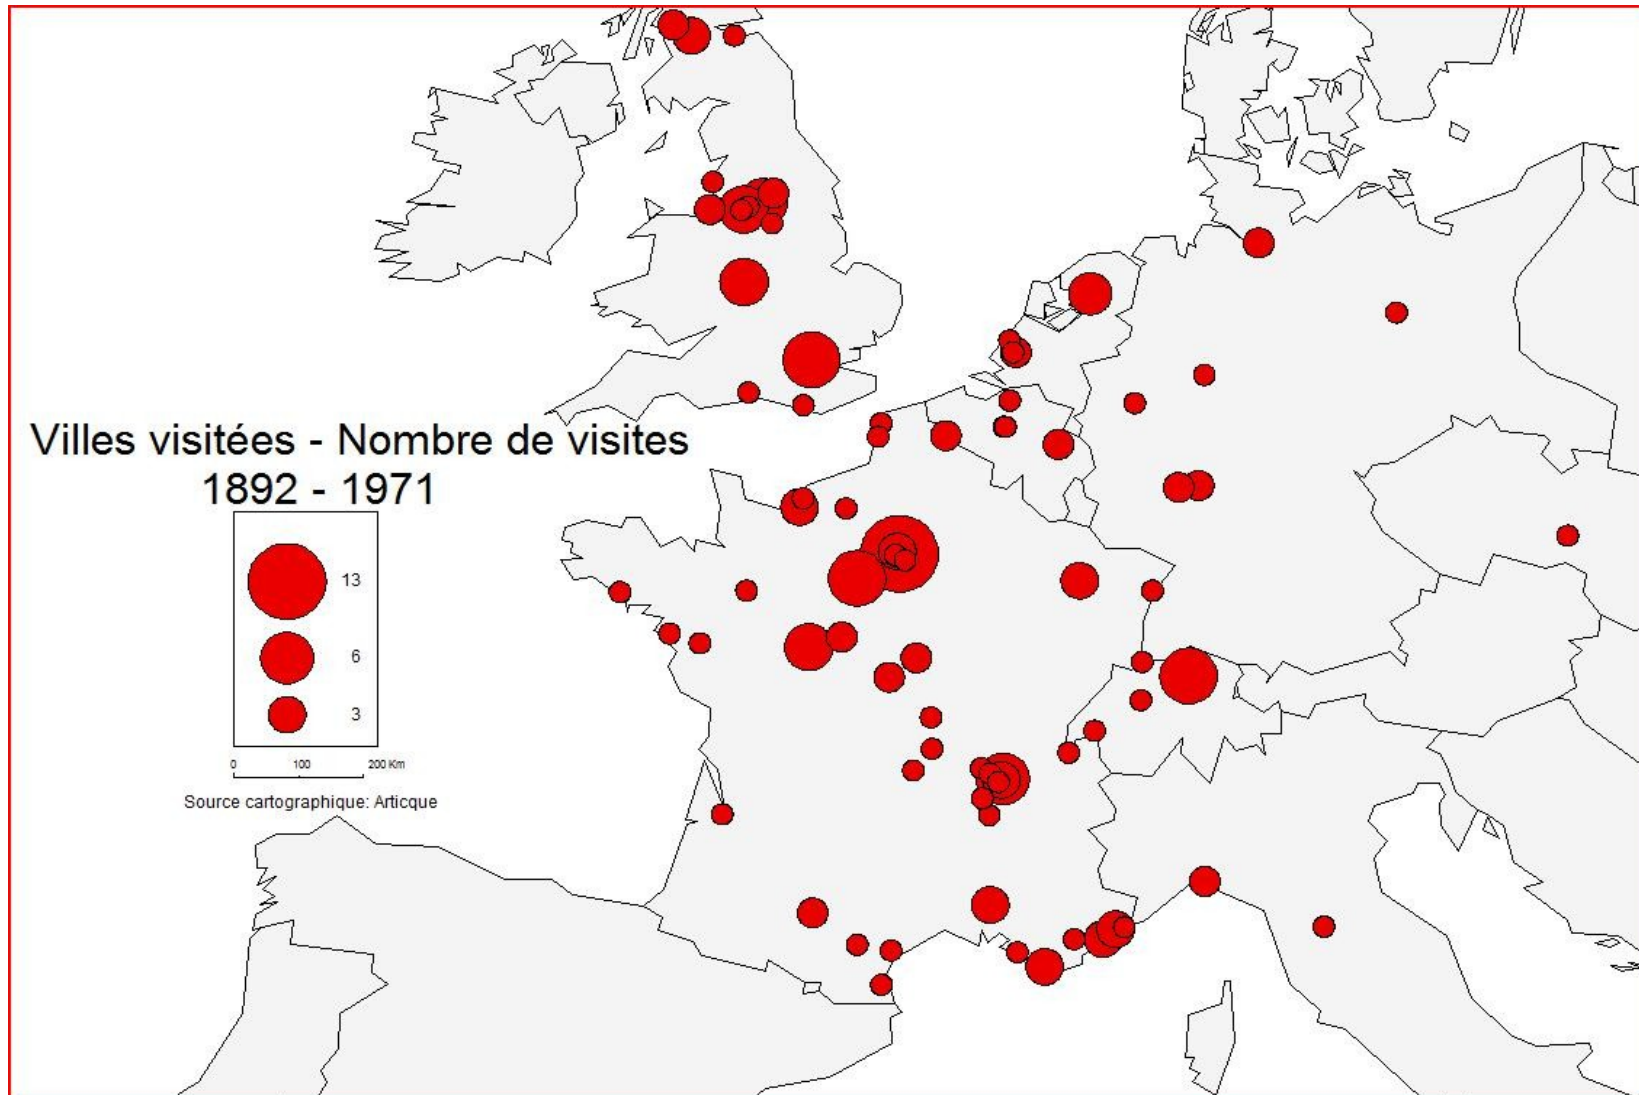 Villes visitées - Nombre de visites
1892 - 1971
13
6
3
0 100 200 Km
Source cartographique: Articque